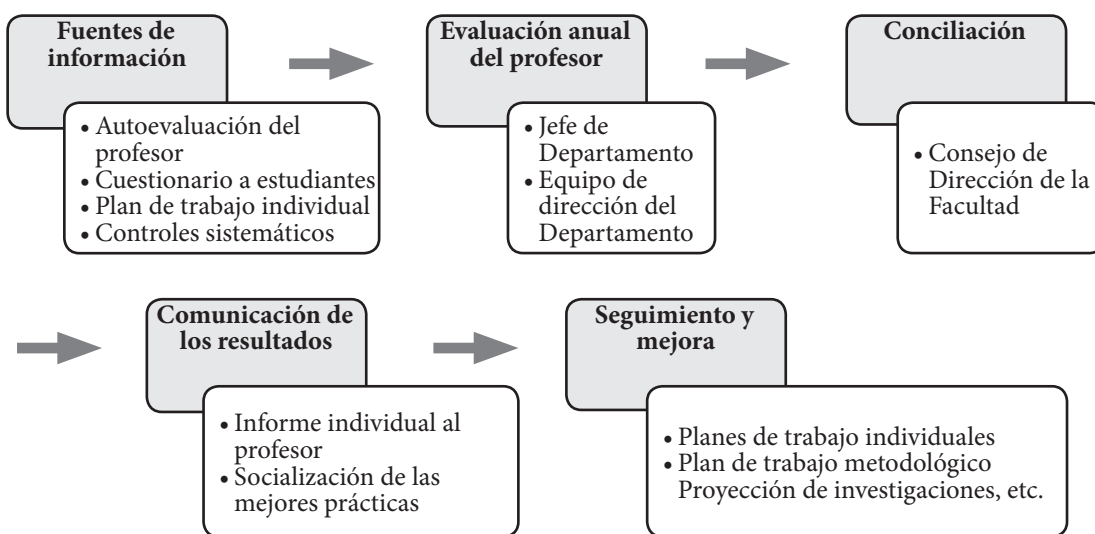 Fuentes de
información
• Autoevaluación del
profesor
• Cuestionario a estudiantes
• Plan de trabajo individual
• Controles sistemáticos
Evaluación anual
del profesor
• Jefe de
Departamento
• Equipo de
dirección del
Departamento
Conciliación
• Consejo de
Dirección de la
Facultad
Comunicación de
los resultados
• Informe individual al
profesor
• Socialización de las
mejores prácticas
Seguimiento y
mejora
• Planes de trabajo individuales
• Plan de trabajo metodológico
Proyección de investigaciones, etc.